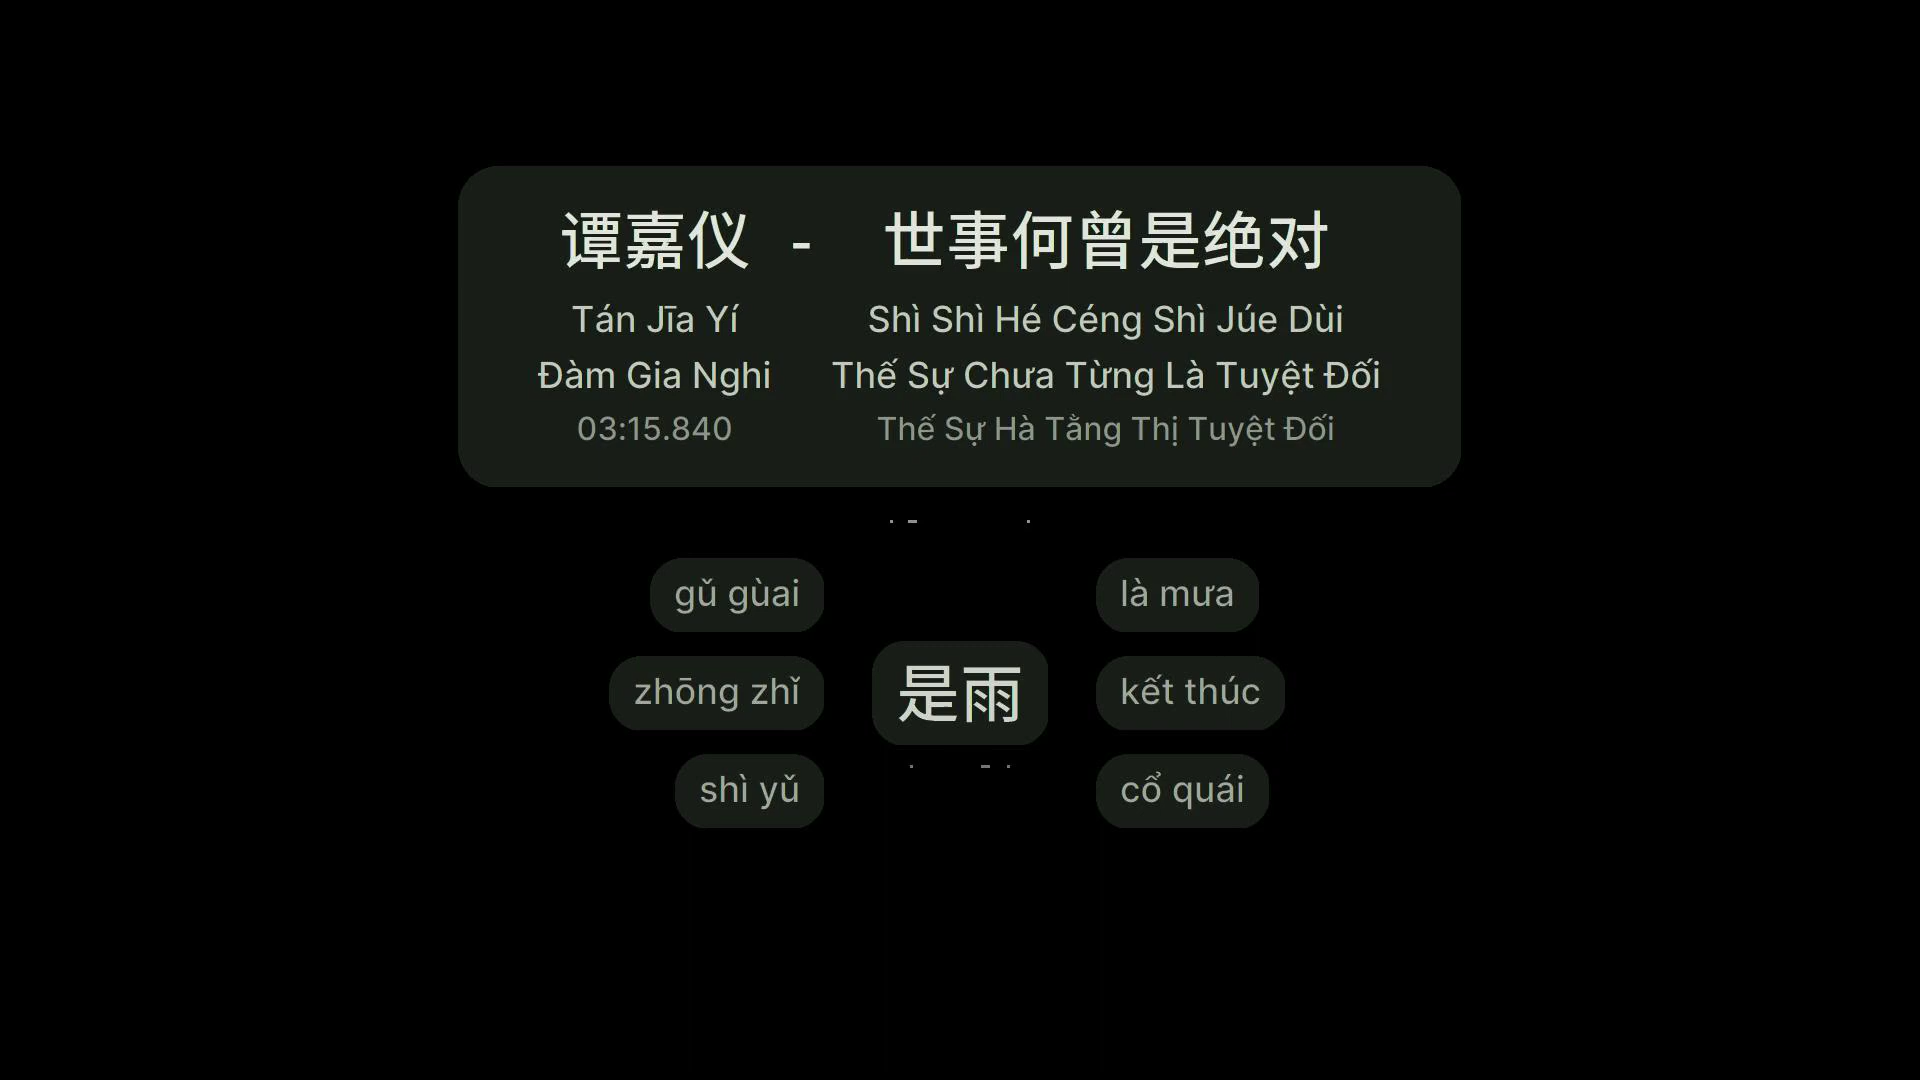 谭嘉仪 - 世事何曾是绝对
Tán Jīa Yí
Shì Shì Hé Céng Shì Júe Dùi
Đàm Gia Nghi
Thế Sự Chưa Từng Là Tuyệt Đối
03:15.840
Thế Sự Hà Tằng Thị Tuyệt Đối
gǔ gùai
là mưa
zhōng zhǐ
是雨
kết thúc
shì yǔ
cổ quái